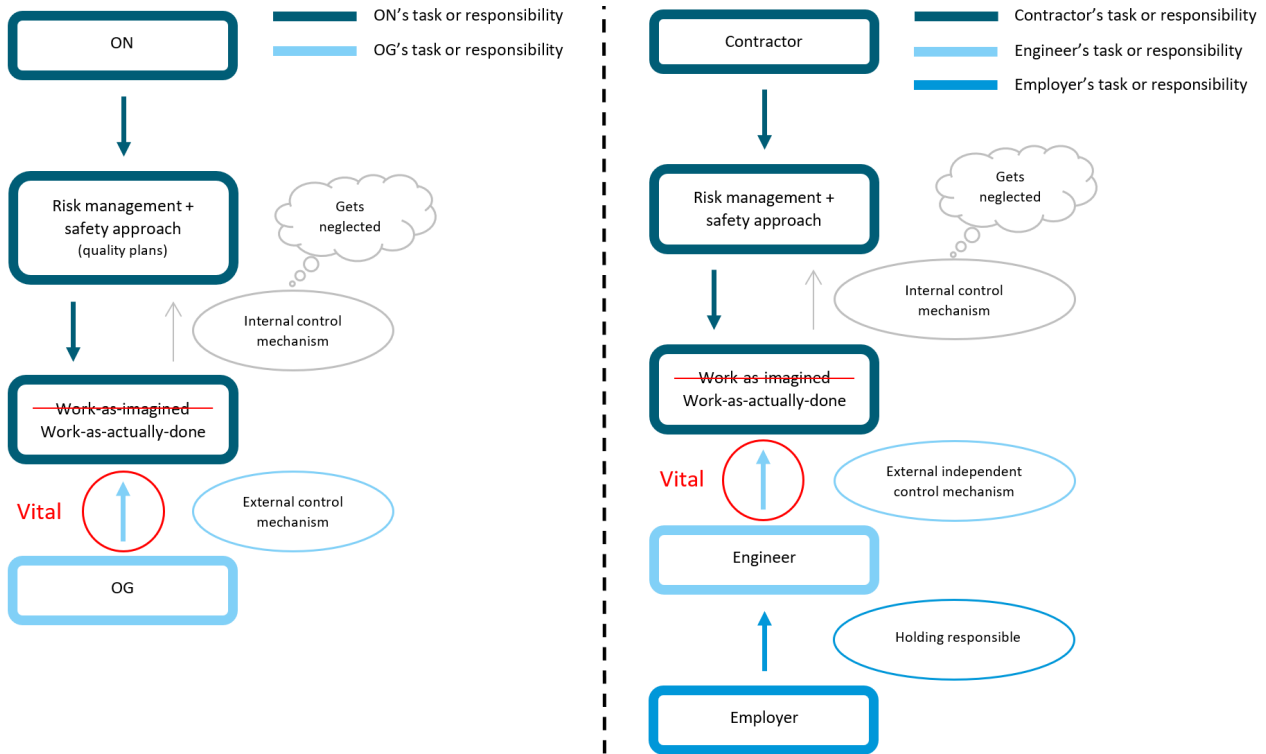 ON
ON's task or responsibility
OG's task or responsibility
Risk management +
safety approach
(quality plans)
Gets
neglected
Internal control
mechanism
Work-as-imagined
Work-as-actually-done
Vital
External control
mechanism
OG
Contractor
Contractor's task or responsibility
Engineer's task or responsibility
Employer's task or responsibility
Risk management +
safety approach
Gets
neglected
Internal control
mechanism
Work-as-imagined
Work-as-actually-done
Vital
External independent
control mechanism
Engineer
Holding responsible
Employer